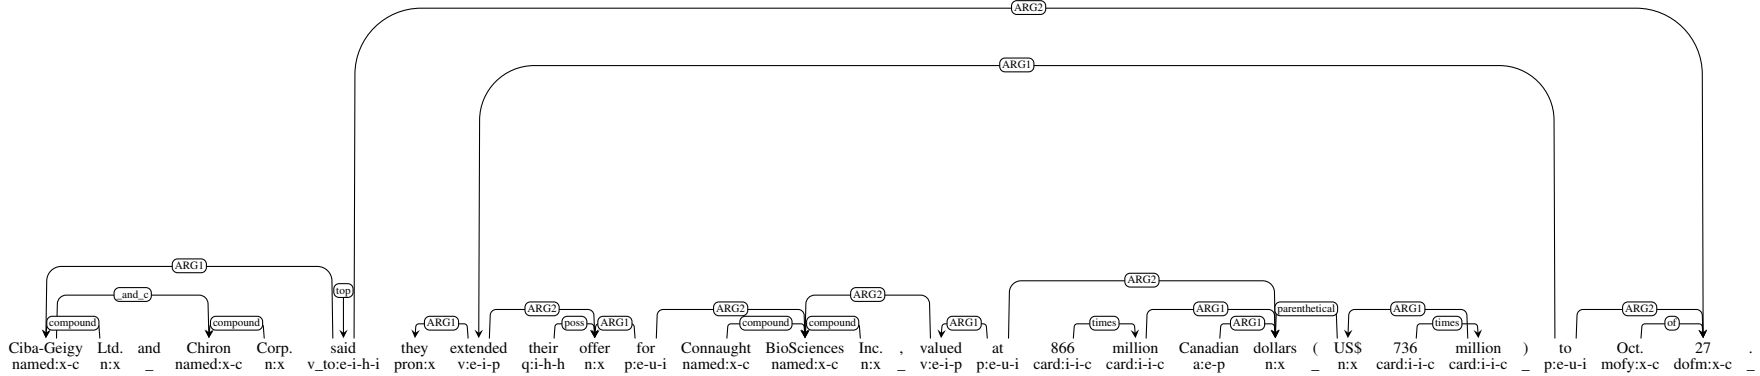 ARG2
ARG1
ARG1
ARG2
top
_and_c
ARG2
ARG2
ARG2
ARG1
parenthetical
ARG1
ARG2
compound
compound
ARG1
poss
ARG1
compound
compound
ARG1
times
ARG1
times
of
Ciba-Geigy Ltd. and Chiron Corp. said they extended their offer for Connaught BioSciences Inc. , valued at 866 million Canadian dollars ( US$ 736 million ) to Oct. 27 .
named:x-c n:x _ named:x-c n:x v_to:e-i-h-i pron:x v:e-i-p q:i-h-h n:x p:e-u-i named:x-c named:x-c n:x _ v:e-i-p p:e-u-i card:i-i-c card:i-i-c a:e-p n:x _ n:x card:i-i-c card:i-i-c _ p:e-u-i mofy:x-c dofm:x-c _